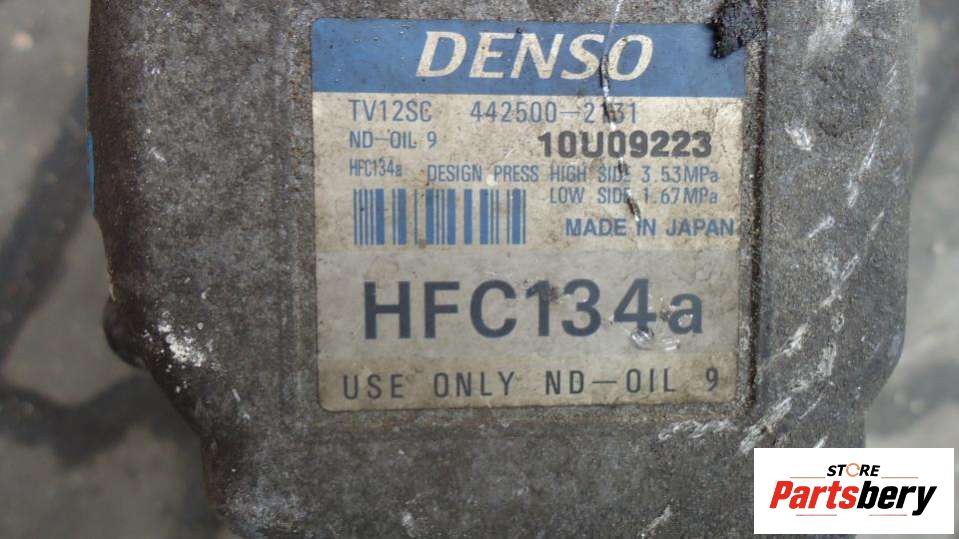 DENSO
TV12SC 442500-2131
ND-OIL 9 10U09223
HFC134a DESIGN PRESS HIGH SIDE 3.53MPa
LOW SIDE 1.67MPa
MADE IN JAPAN
HFC134a
USE ONLY ND-OIL 9
STORE
Partsbery